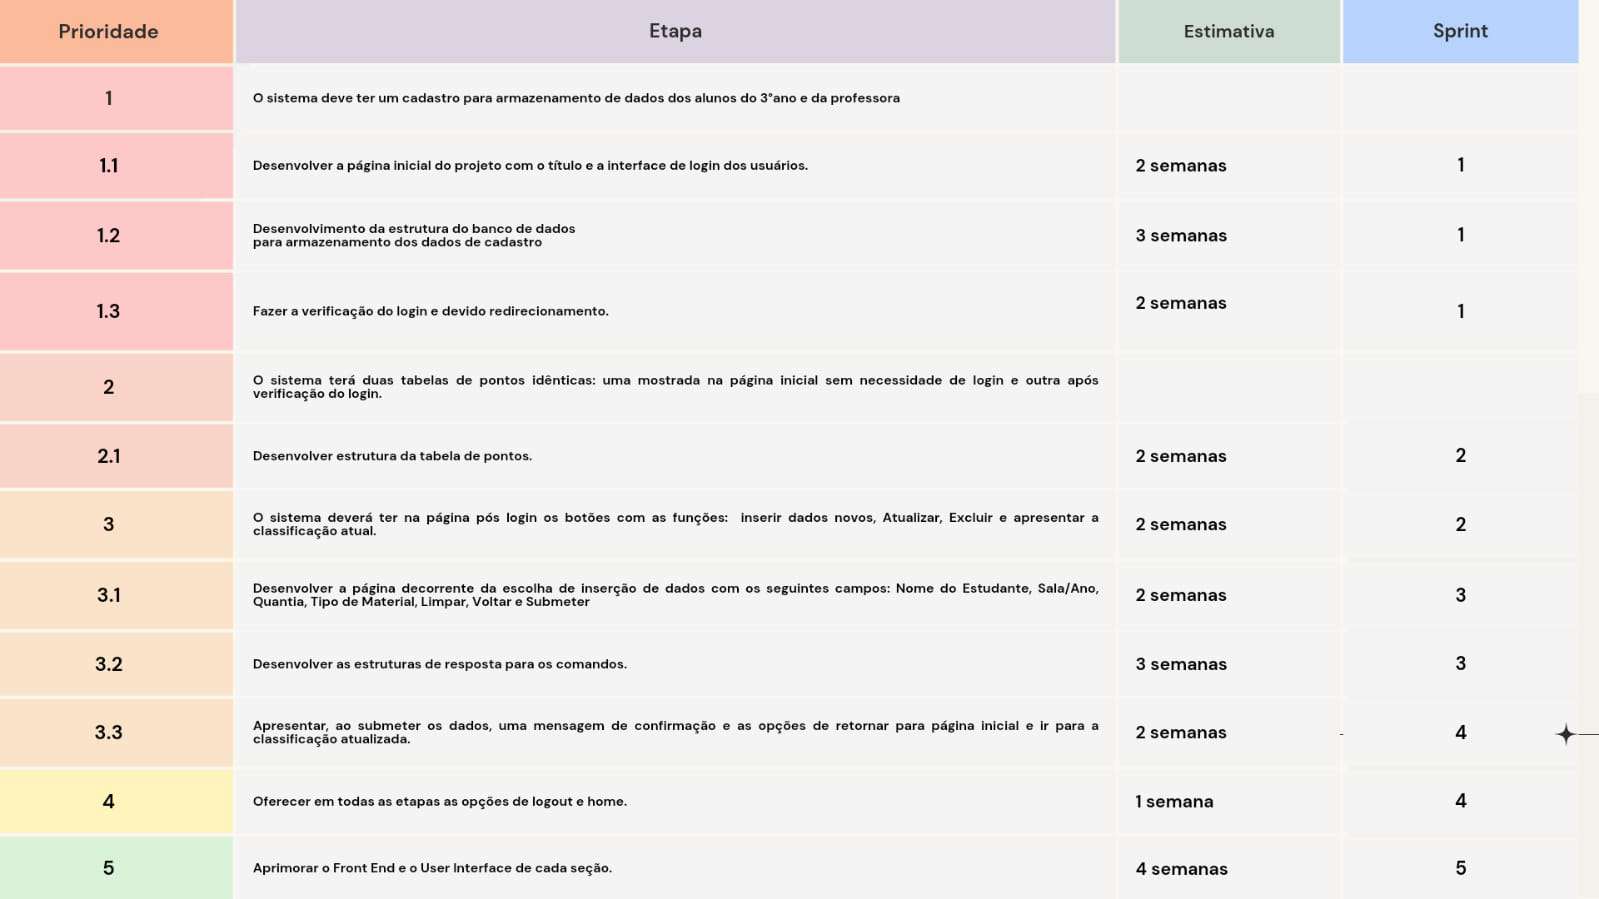 Prioridade Etapa Estimativa Sprint
1 O sistema deve ter um cadastro para armazenamento de dados dos alunos do 3°ano e da professora
1.1 Desenvolver a página inicial do projeto com o título e a interface de login dos usuários. 2 semanas 1
1.2 Desenvolvimento da estrutura do banco de dados
para armazenamento dos dados de cadastro 3 semanas 1
1.3 Fazer a verificação do login e devido redirecionamento. 2 semanas 1
2 O sistema terá duas tabelas de pontos idênticas: uma mostrada na página inicial sem necessidade de login e outra após
verificação do login.
2.1 Desenvolver estrutura da tabela de pontos. 2 semanas 2
3 O sistema deverá ter na página pós login os botões com as funções: inserir dados novos, Atualizar, Excluir e apresentar a
classificação atual. 2 semanas 2
3.1 Desenvolver a página decorrente da escolha de inserção de dados com os seguintes campos: Nome do Estudante, Sala/Ano,
Quantia, Tipo de Material, Limpar, Voltar e Submeter 2 semanas 3
3.2 Desenvolver as estruturas de resposta para os comandos. 3 semanas 3
3.3 Apresentar, ao submeter os dados, uma mensagem de confirmação e as opções de retornar para página inicial e ir para a
classificação atualizada. 2 semanas 4
4 Oferecer em todas as etapas as opções de logout e home. 1 semana 4
5 Aprimorar o Front End e o User Interface de cada seção. 4 semanas 5